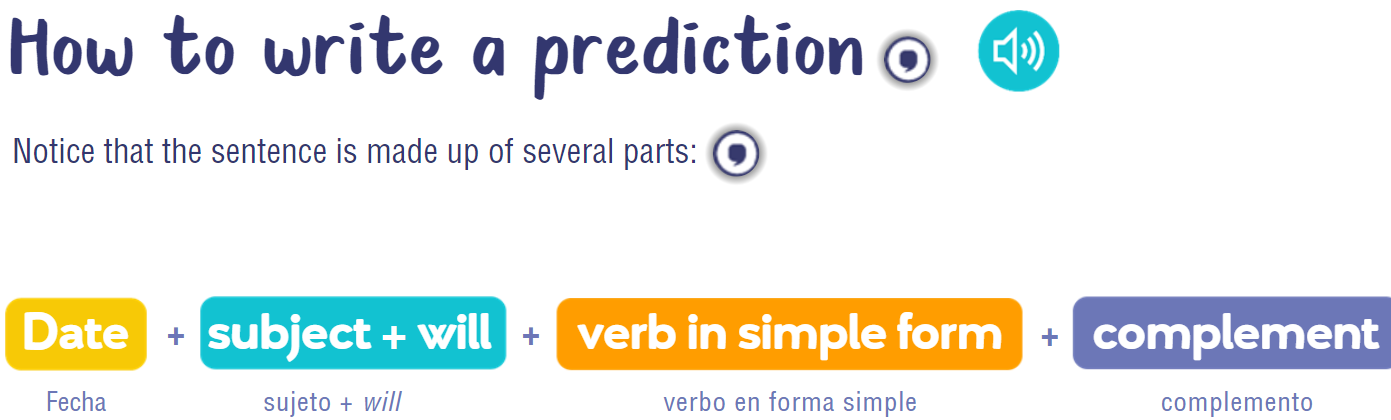 How to write a prediction
Notice that the sentence is made up of several parts:
Date + subject + will + verb in simple form + complement
Fecha sujeto + will verbo en forma simple complemento